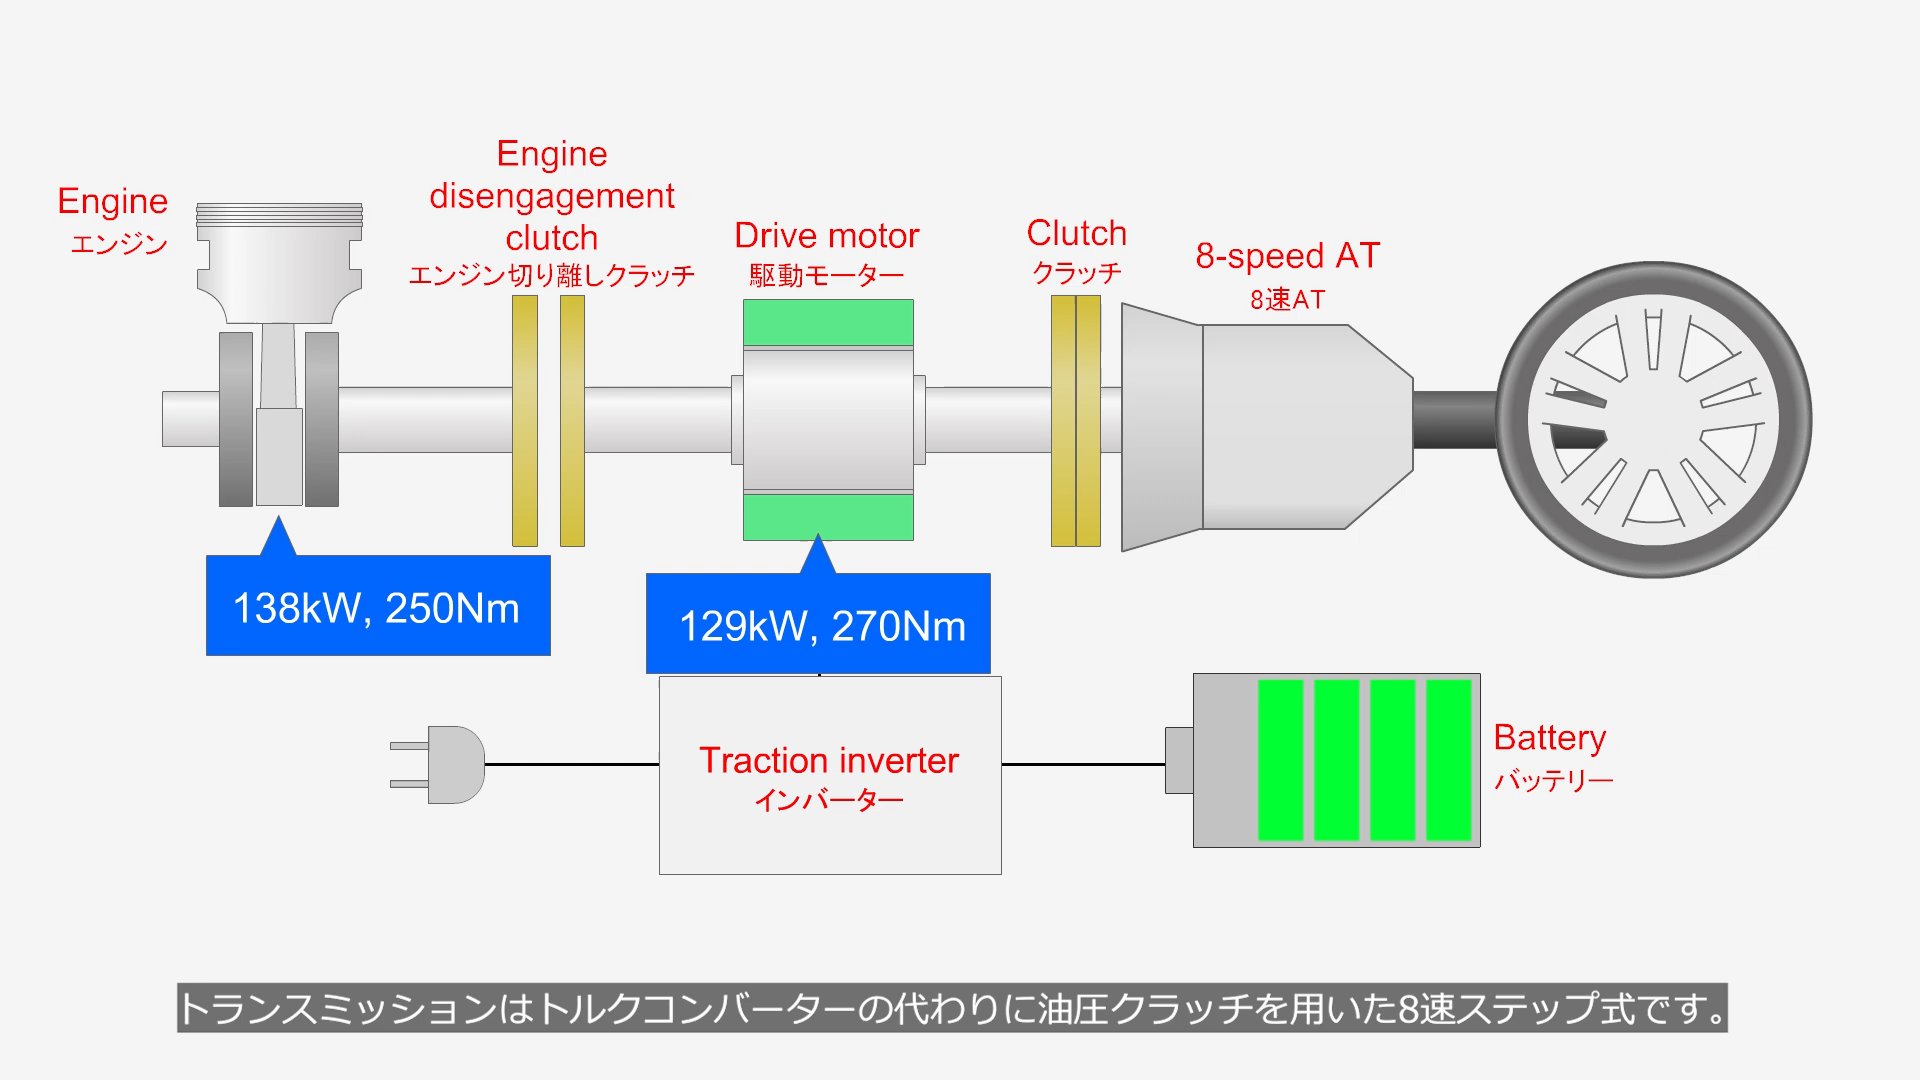 Engine
エンジン
Engine
disengagement
clutch
エンジン切り離しクラッチ
Drive motor
駆動モーター
Clutch
クラッチ
8-speed AT
8速AT
138kW, 250Nm
129kW, 270Nm
Traction inverter
インバーター
Battery
バッテリー
トランスミッションはトルクコンバーターの代わりに油圧クラッチを用いた8速ステップ式です。